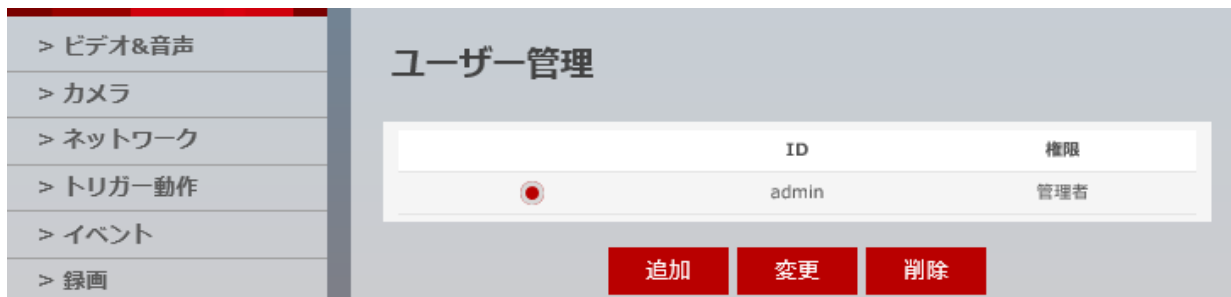 > ビデオ&音声
> カメラ
> ネットワーク
> トリガー動作
> イベント
> 録画
ユーザー管理
ID 権限
admin 管理者
追加 変更 削除